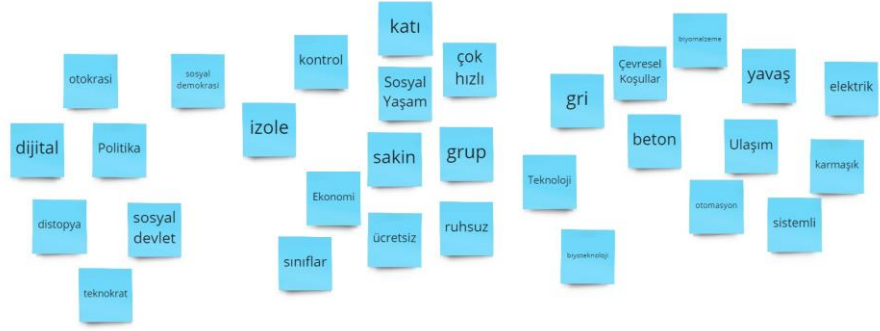 otokrasi
sosyal
demokrasi
dijital
Politika
distopya
sosyal
devlet
teknokrat
katı
kontrol
çok
hızlı
Sosyal
Yaşam
izole
sakin
grup
Ekonomi
ücretsiz
ruhsuz
sınıflar
biyomalzeme
Çevresel
Koşullar
yavaş
elektrik
gri
beton
Ulaşım
karmaşık
Teknoloji
otomasyon
sistemli
biyoteknoloji